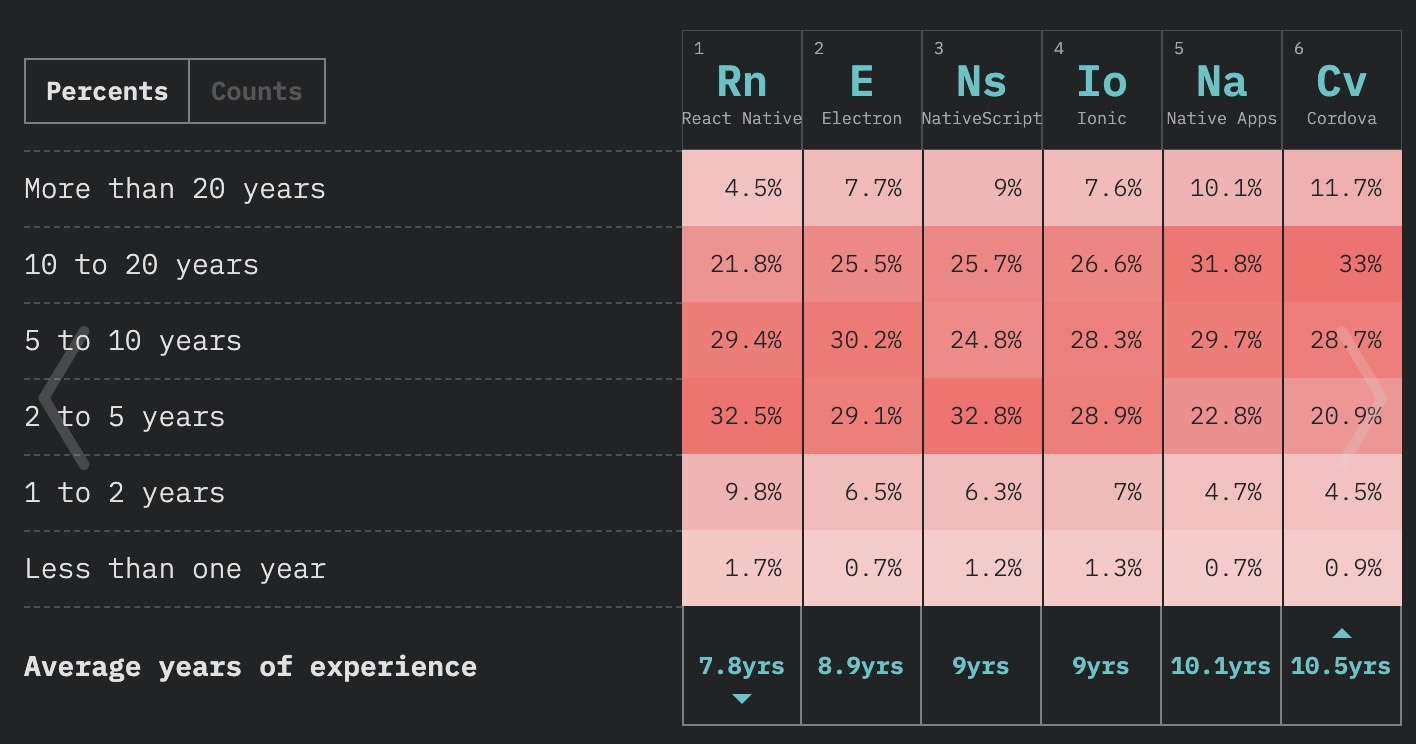 1 2 3 4 5 6
Percents Counts Rn E Ns Io Na Cv
React Native Electron NativeScript Ionic Native Apps Cordova
More than 20 years 4.5% 7.7% 9% 7.6% 10.1% 11.7%
10 to 20 years 21.8% 25.5% 25.7% 26.6% 31.8% 33%
5 to 10 years 29.4% 30.2% 24.8% 28.3% 29.7% 28.7%
2 to 5 years 32.5% 29.1% 32.8% 28.9% 22.8% 20.9%
1 to 2 years 9.8% 6.5% 6.3% 7% 4.7% 4.5%
Less than one year 1.7% 0.7% 1.2% 1.3% 0.7% 0.9%
Average years of experience 7.8yrs 8.9yrs 9yrs 9yrs 10.1yrs 10.5yrs